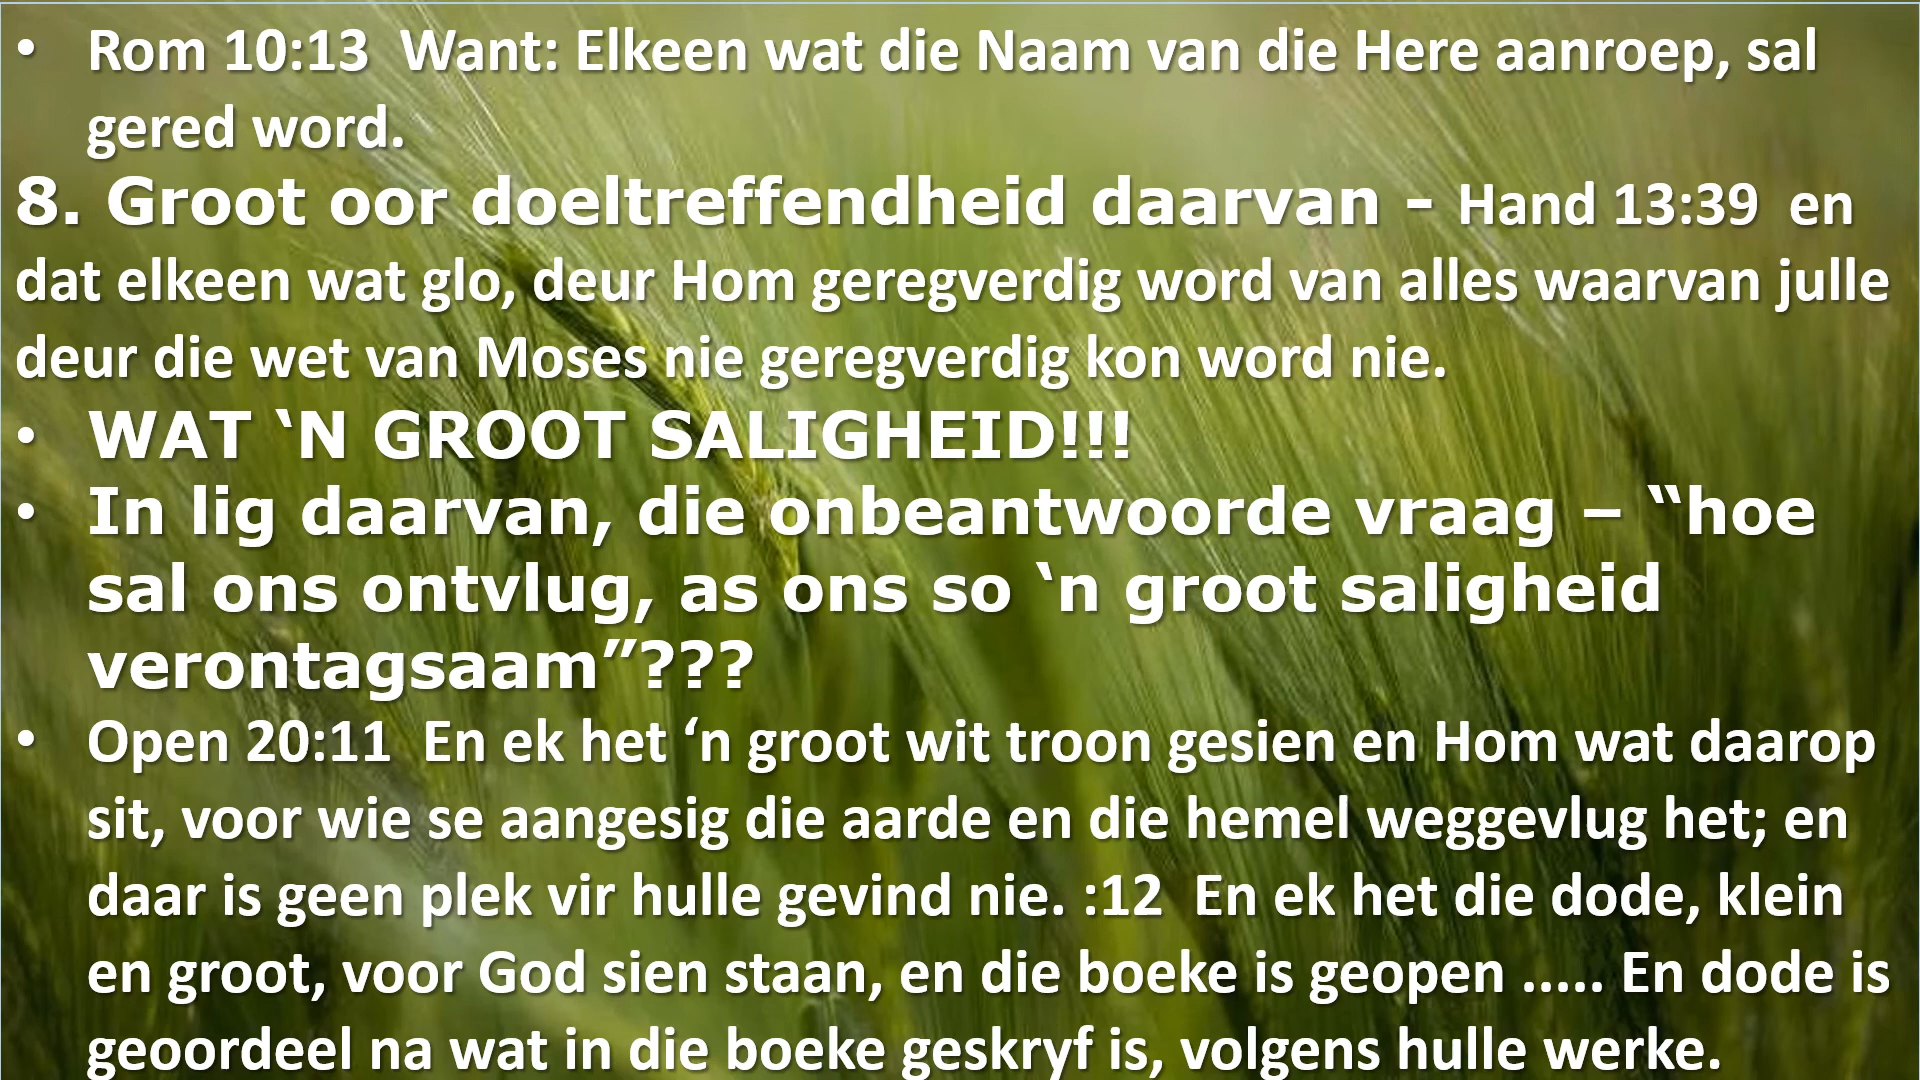 • Rom 10:13  Want: Elkeen wat die Naam van die Here aanroep, sal
gered word.
8. Groot oor doeltreffendheid daarvan - Hand 13:39  en
dat elkeen wat glo, deur Hom geregverdig word van alles waarvan julle
deur die wet van Moses nie geregverdig kon word nie.
• WAT ‘N GROOT SALIGHEID!!!
• In lig daarvan, die onbeantwoorde vraag – “hoe
sal ons ontvlug, as ons so ‘n groot saligheid
verontagsaam”???
• Open 20:11  En ek het ‘n groot wit troon gesien en Hom wat daarop
sit, voor wie se aangesig die aarde en die hemel weggevlug het; en
daar is geen plek vir hulle gevind nie. :12  En ek het die dode, klein
en groot, voor God sien staan, en die boeke is geopen ..... En dode is
geoordeel na wat in die boeke geskryf is, volgens hulle werke.